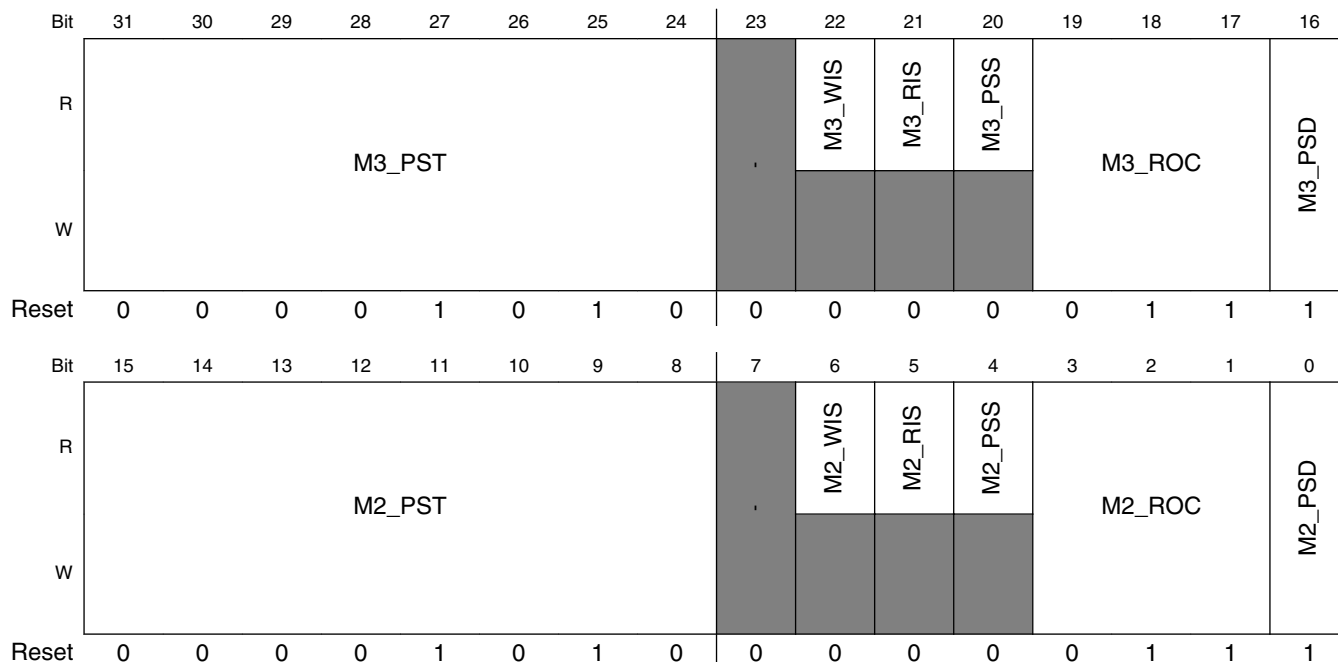 Bit 31 30 29 28 27 26 25 24 23 22 21 20 19 18 17 16
R
W
M3_PST
-
M3_WIS
M3_RIS
M3_PSS
M3_ROC
M3_PSD
Reset 0 0 0 0 1 0 1 0 0 0 0 0 0 1 1 1
Bit 15 14 13 12 11 10 9 8 7 6 5 4 3 2 1 0
R
W
M2_PST
-
M2_WIS
M2_RIS
M2_PSS
M2_ROC
M2_PSD
Reset 0 0 0 0 1 0 1 0 0 0 0 0 0 1 1 1